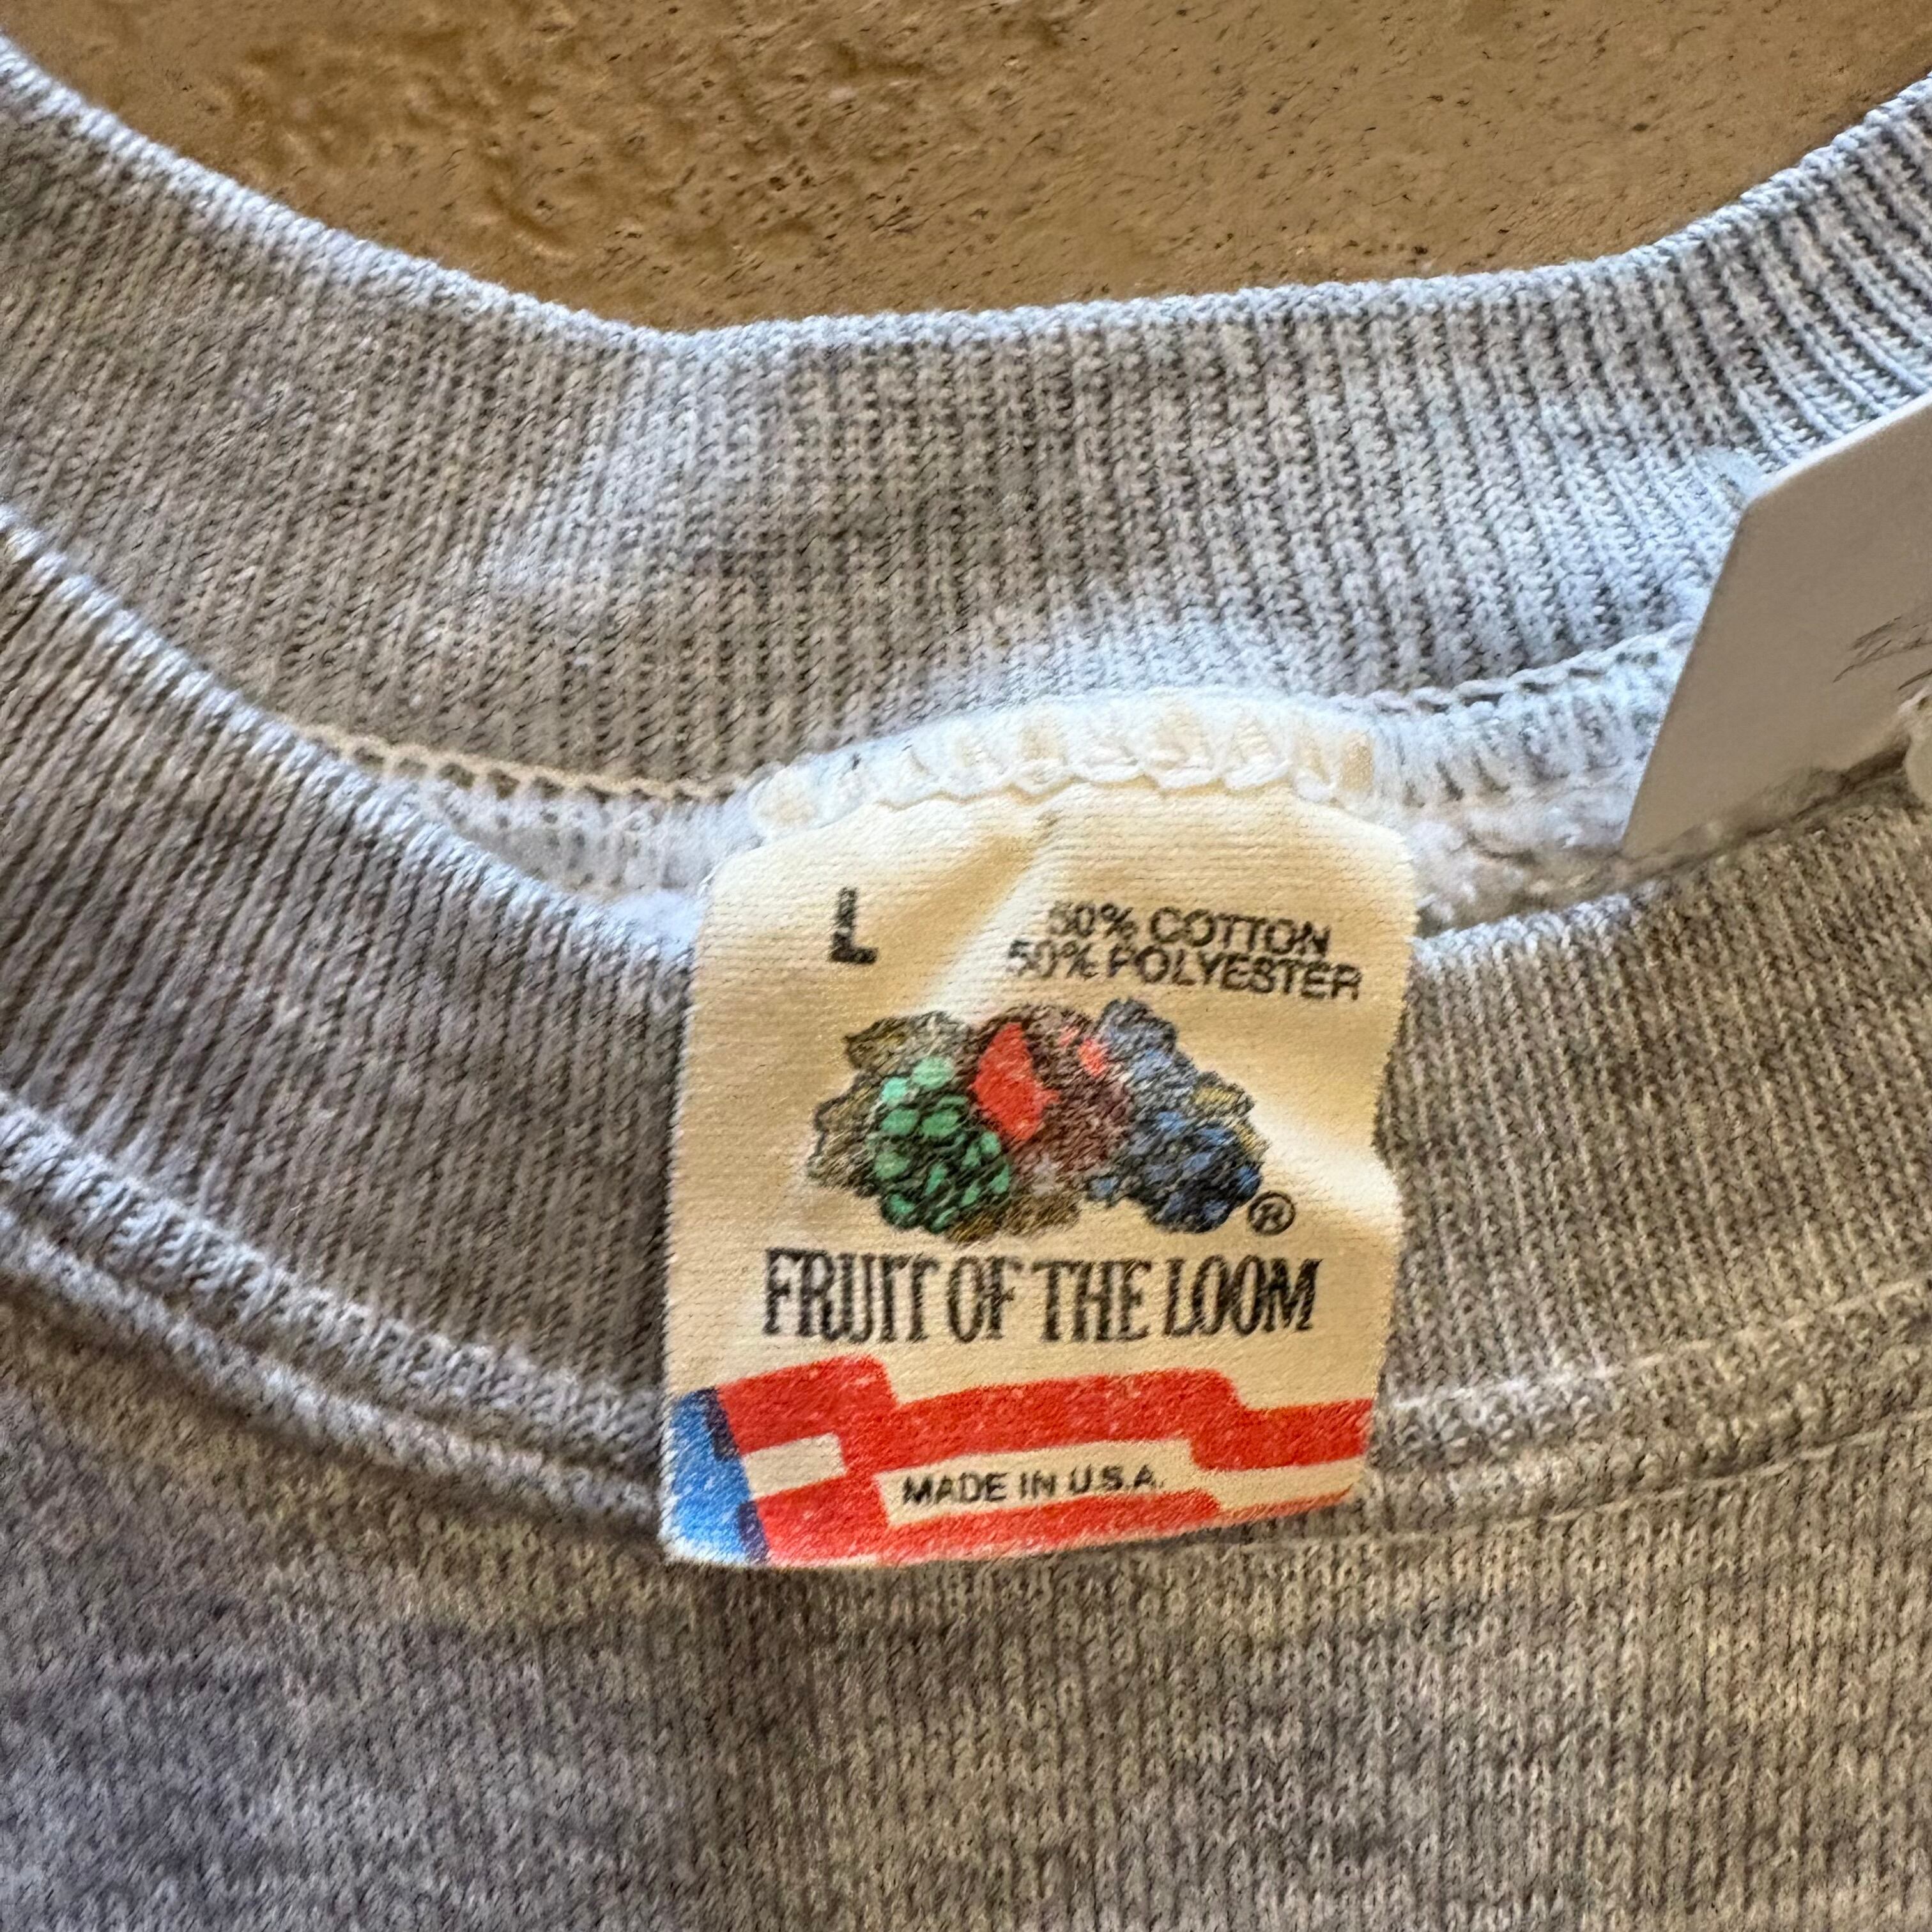 L
50% COTTON
50% POLYESTER
®
FRUIT OF THE LOOM
MADE IN U.S.A.